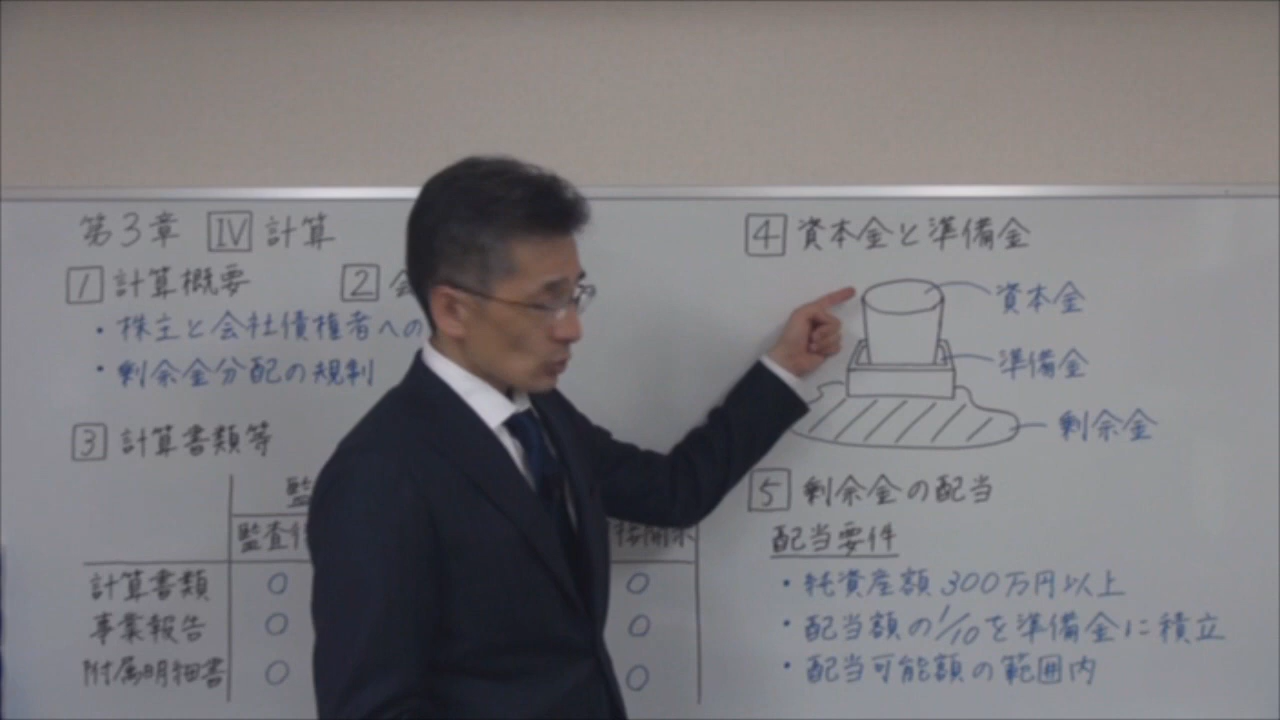 第3章 Ⅳ 計算
1 計算概要 2
・株主と会社債権者への
・剰余金分配の規制
3 計算書類等
監
監査
計算書類 ○ ○
事業報告 ○ ○
附属明細書 ○ ○
4 資本金と準備金
資本金
準備金
剰余金
5 剰余金の配当
配当要件
・純資産額300万円以上
・配当額の1/10を準備金に積立
・配当可能額の範囲内